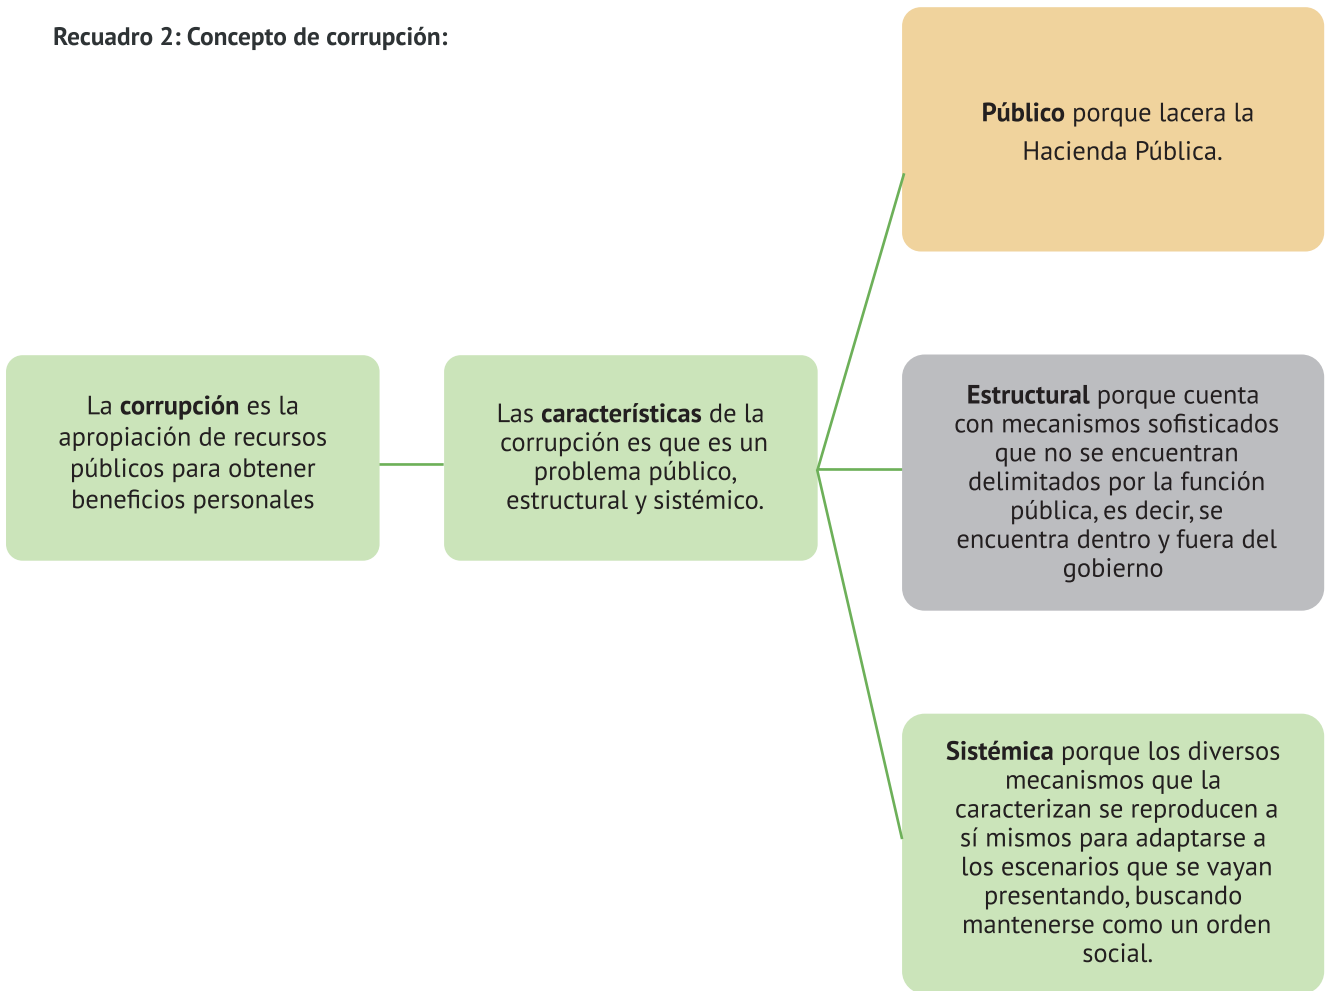 Recuadro 2: Concepto de corrupción:
La corrupción es la
apropiación de recursos
públicos para obtener
beneficios personales
Las características de la
corrupción es que es un
problema público,
estructural y sistémico.
Público porque lacera la
Hacienda Pública.
Estructural porque cuenta
con mecanismos sofisticados
que no se encuentran
delimitados por la función
pública, es decir, se
encuentra dentro y fuera del
gobierno
Sistémica porque los diversos
mecanismos que la
caracterizan se reproducen a
sí mismos para adaptarse a
los escenarios que se vayan
presentando, buscando
mantenerse como un orden
social.